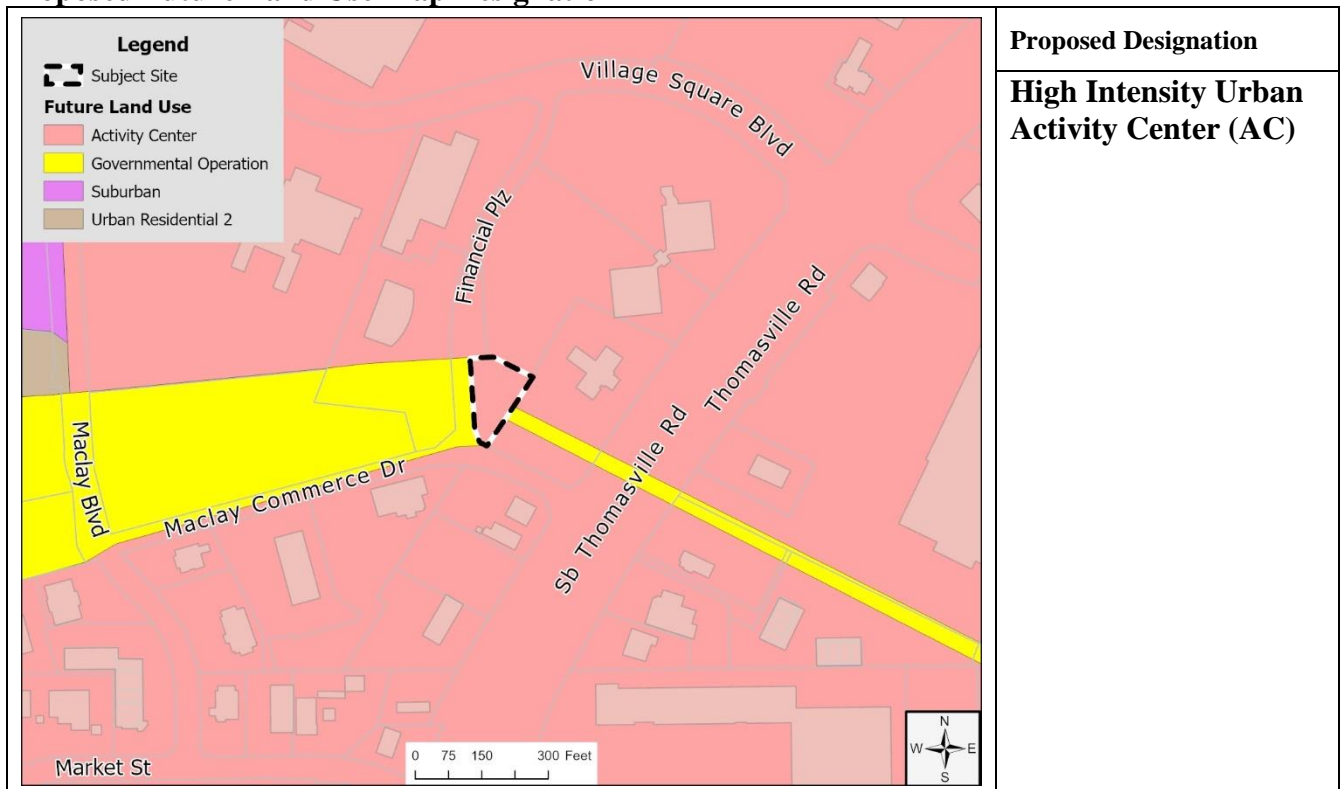 Legend
Subject Site
Future Land Use
Activity Center
Governmental Operation
Suburban
Urban Residential 2
Village Square Blvd
Financial Plz
Thomasville Rd
Sb Thomasville Rd
Maclay Blvd
Maclay Commerce Dr
Market St
0 75 150 300 Feet
N
W E
S
Proposed Designation
High Intensity Urban
Activity Center (AC)